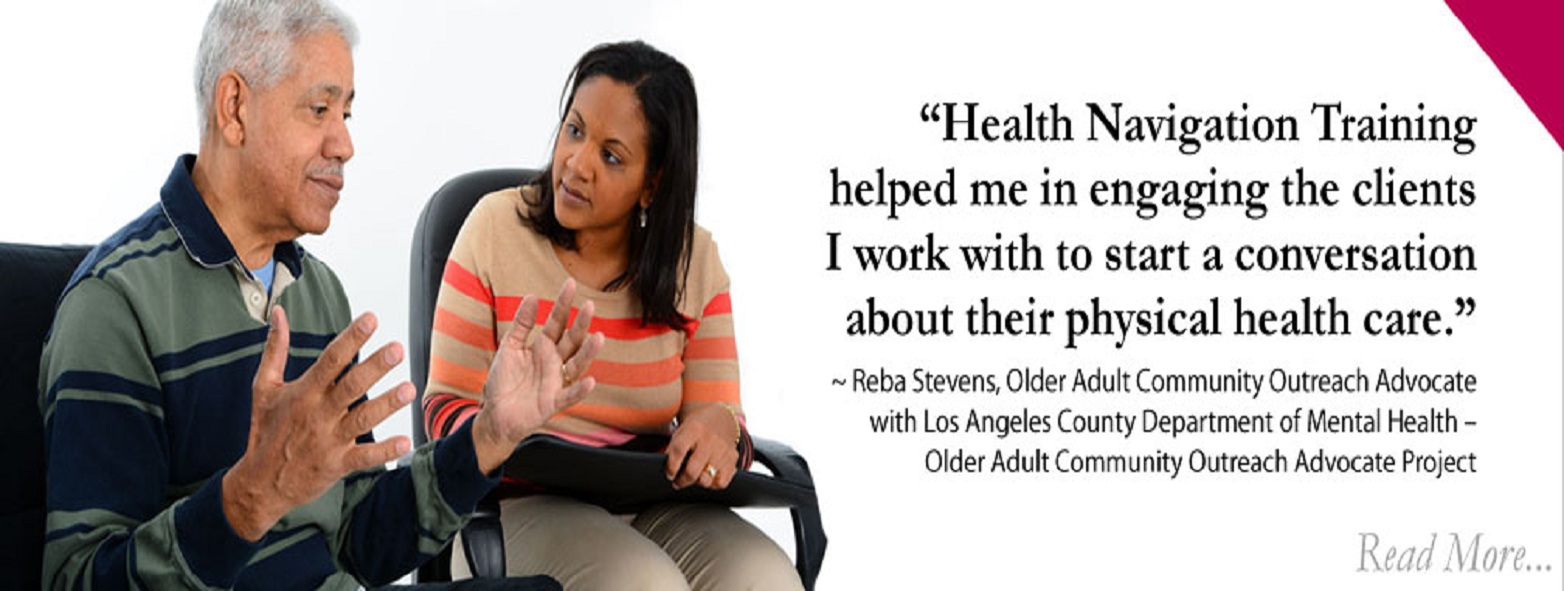 “Health Navigation Training
helped me in engaging the clients
I work with to start a conversation
about their physical health care.”
~ Reba Stevens, Older Adult Community Outreach Advocate
with Los Angeles County Department of Mental Health –
Older Adult Community Outreach Advocate Project
Read More...